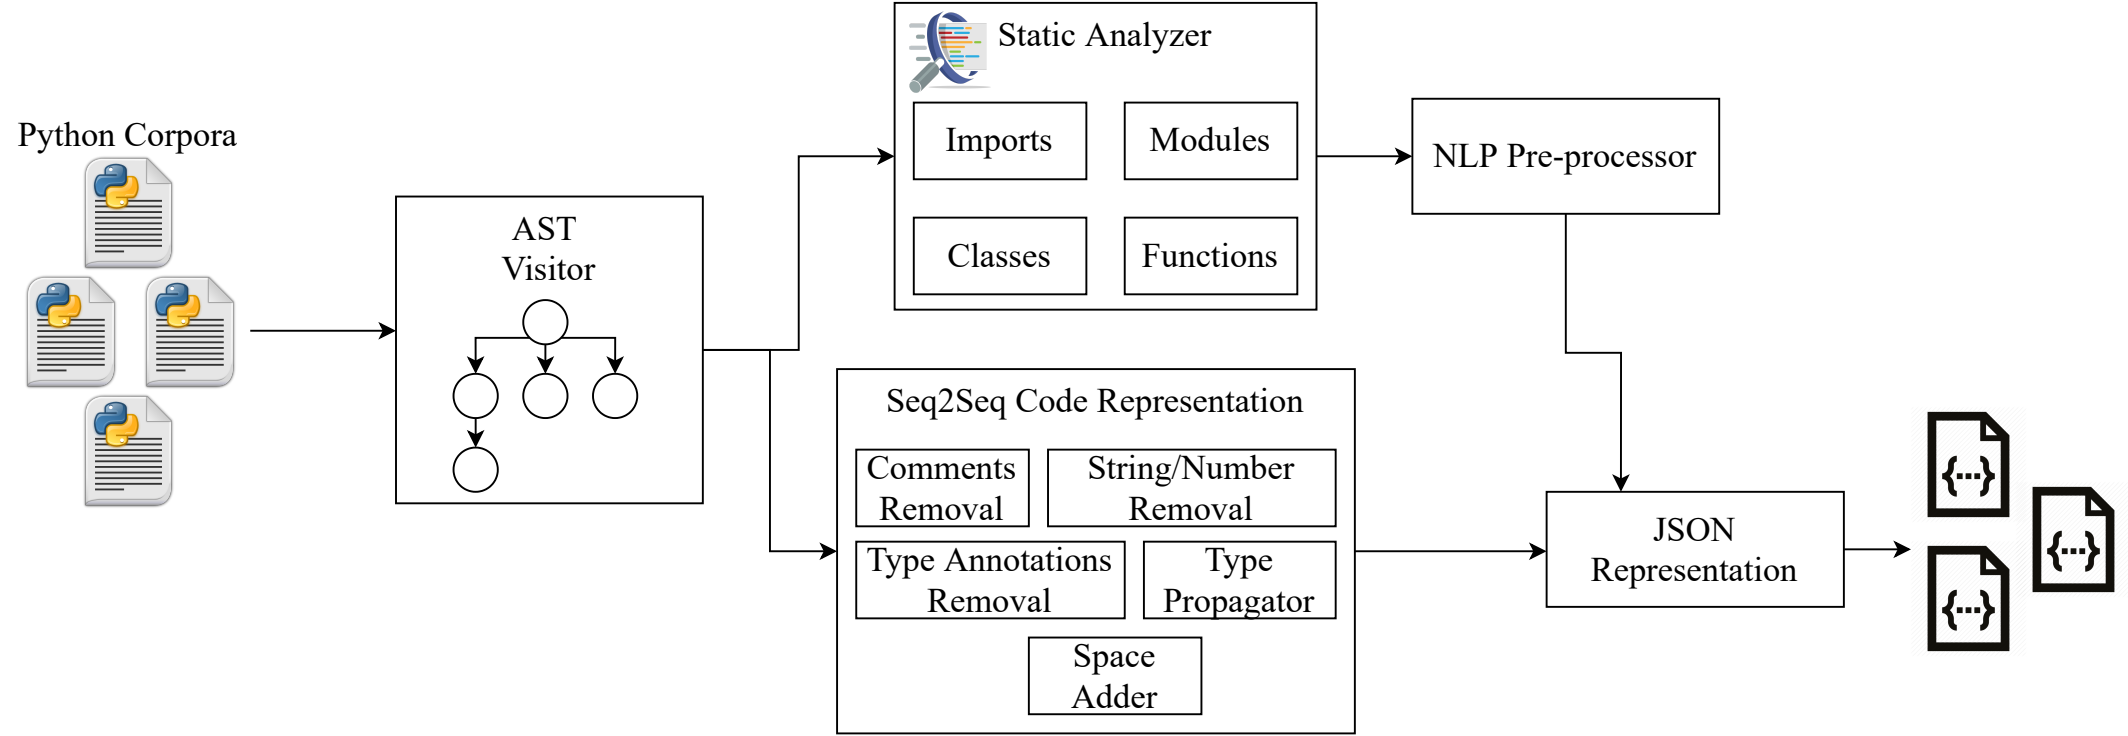 Python Corpora
AST
Visitor
Static Analyzer
Imports
Modules
Classes
Functions
NLP Pre-processor
Seq2Seq Code Representation
Comments
Removal
String/Number
Removal
Type Annotations
Removal
Type
Propagator
Space
Adder
JSON
Representation
{...}
{...}
{...}